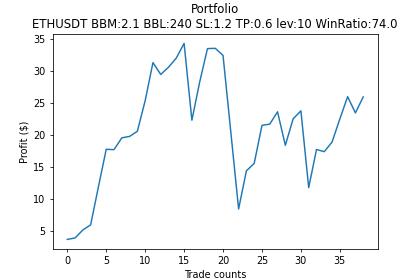 Portfolio
ETHUSDT BBM:2.1 BBL:240 SL:1.2 TP:0.6 lev:10 WinRatio:74.0
35
30
25
20
15
10
5
Profit ($)
0 5 10 15 20 25 30 35
Trade counts